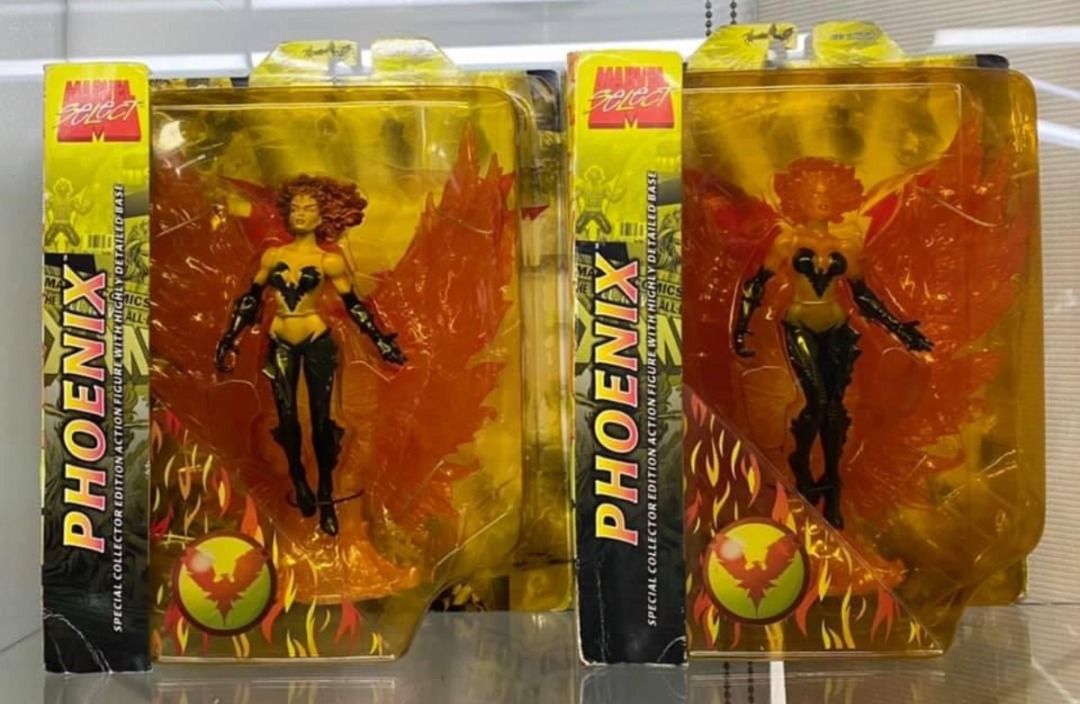 MARVEL
SELECT
PHOENIX
SPECIAL COLLECTOR EDITION ACTION FIGURE WITH HIGHLY DETAILED BASE
MARVEL
SELECT
PHOENIX
SPECIAL COLLECTOR EDITION ACTION FIGURE WITH HIGHLY DETAILED BASE